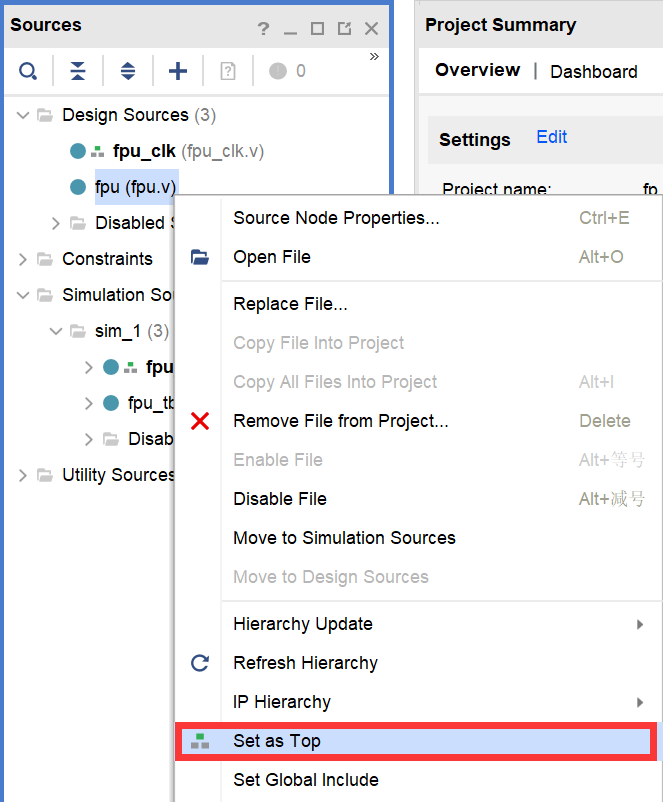 Sources
? _
» 
0
Design Sources (3)
fpu_clk (fpu_clk.v)
fpu (fpu.v)
Disabled
Constraints
Simulation Sou
sim_1 (3)
fpu
fpu_tb
Disab
Utility Sources
Project Summary
Overview | Dashboard
Settings Edit
Project name: fp
Source Node Properties... Ctrl+E
Open File Alt+O
Replace File...
Copy File Into Project
Copy All Files Into Project Alt+I
Remove File from Project... Delete
Enable File Alt+等号
Disable File Alt+减号
Move to Simulation Sources
Move to Design Sources
Hierarchy Update
Refresh Hierarchy
IP Hierarchy
Set as Top
Set Global Include